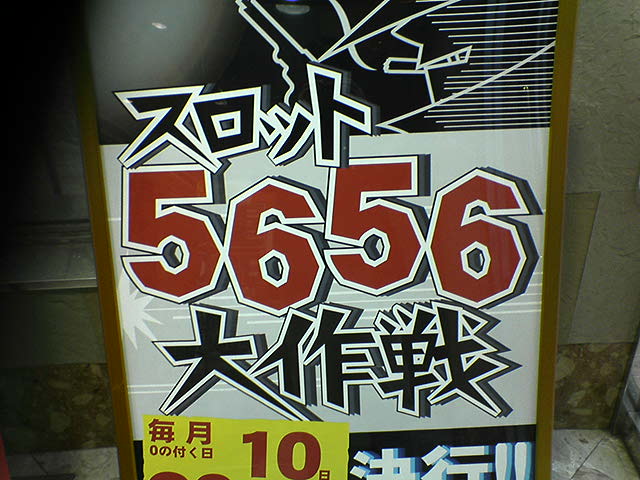 スロット
5656
大作戦
毎月
0の付く日
10日
決行!!